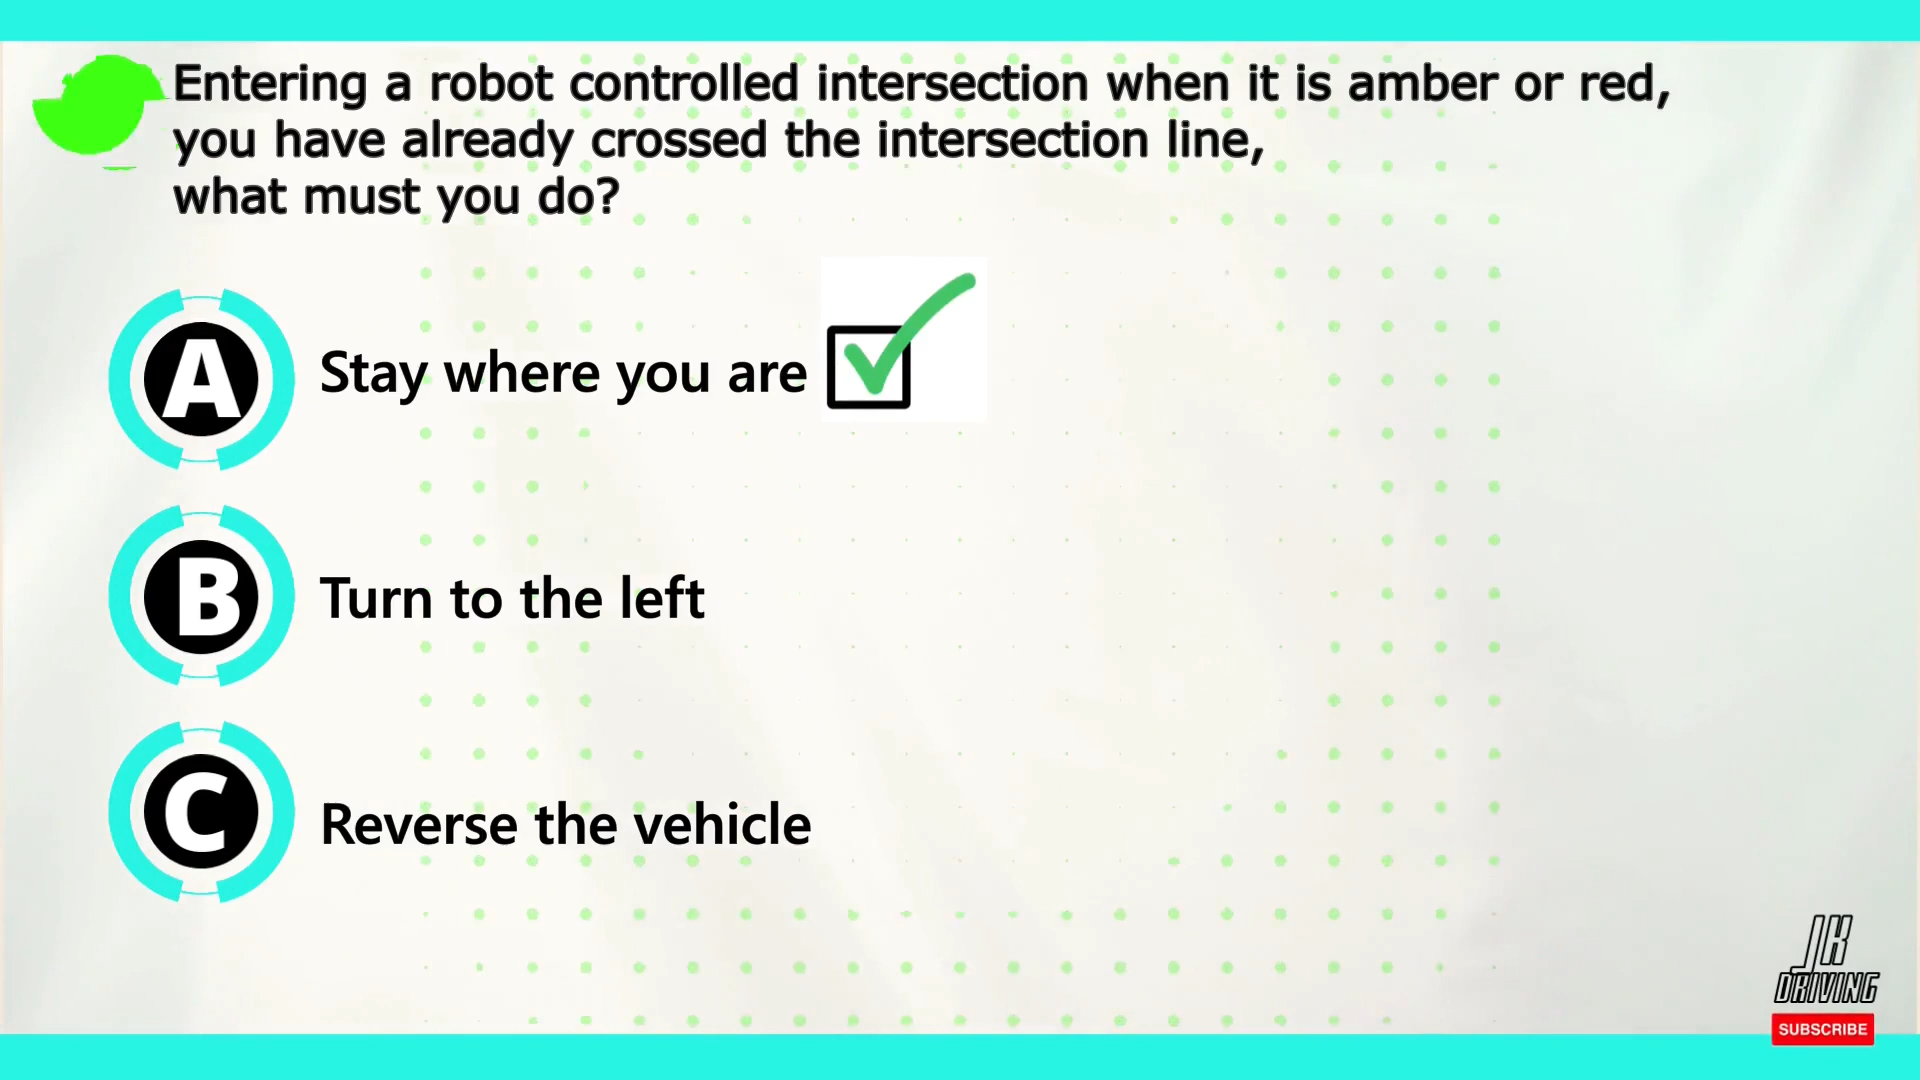 Entering a robot controlled intersection when it is amber or red,
you have already crossed the intersection line,
what must you do?
A
Stay where you are
B
Turn to the left
C
Reverse the vehicle
JK
DRIVING
SUBSCRIBE